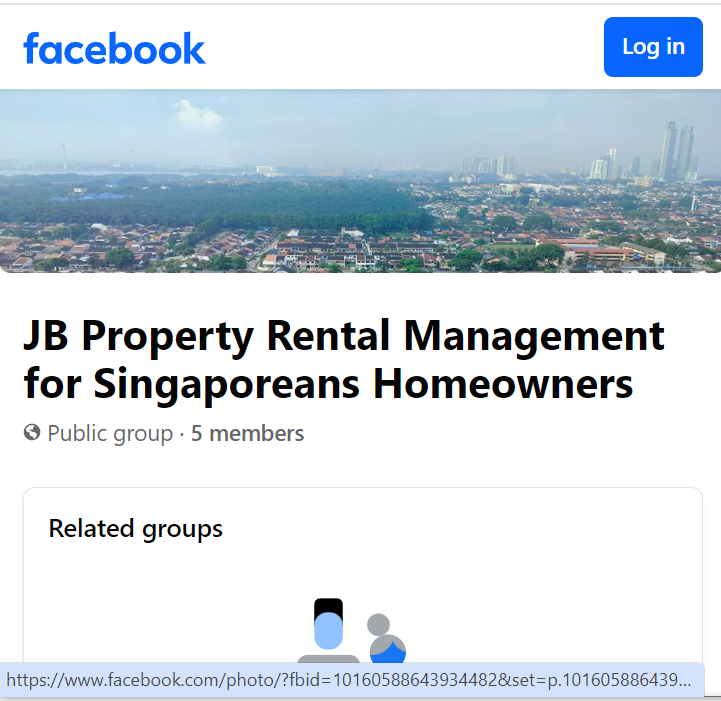 facebook
Log in
JB Property Rental Management
for Singaporeans Homeowners
Public group · 5 members
Related groups
https://www.facebook.com/photo/?fbid=10160588643934482&set=p.101605886439...